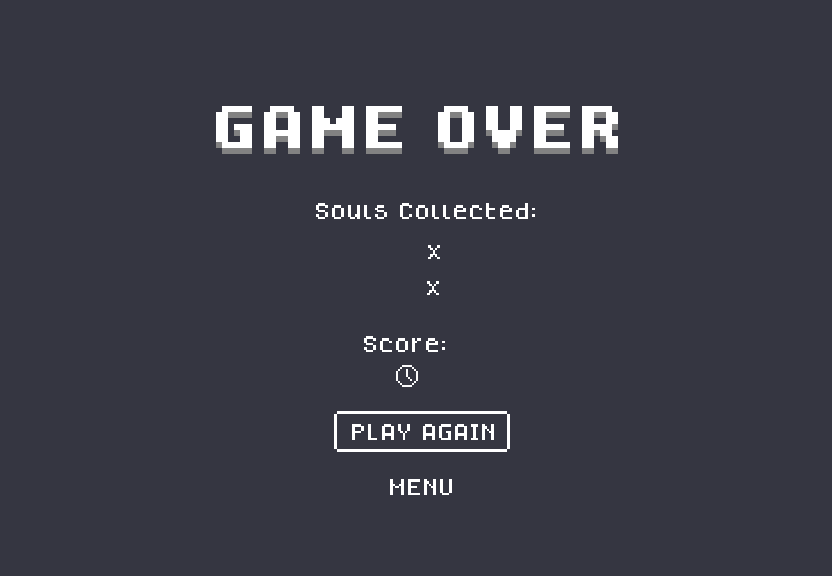 GAME OVER
Souls Collected:
x
x
Score:
PLAY AGAIN
MENU